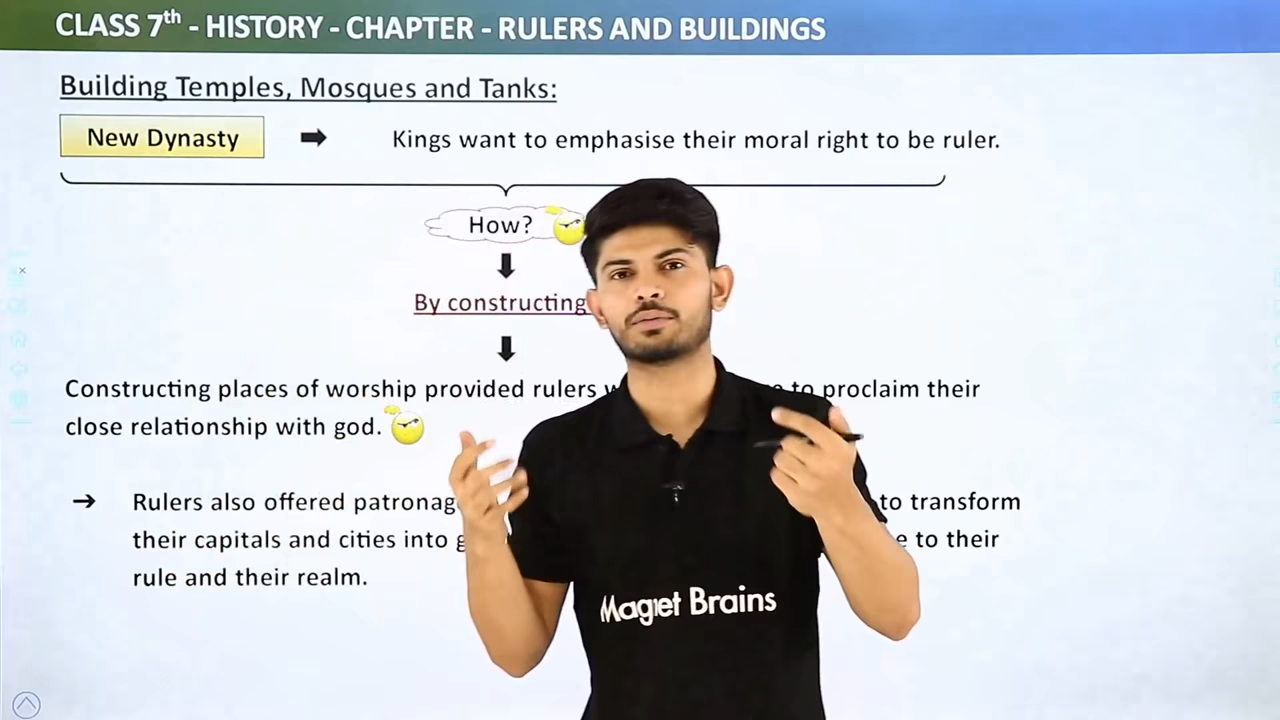 CLASS 7th - HISTORY - CHAPTER - RULERS AND BUILDINGS
Building Temples, Mosques and Tanks:
New Dynasty ➡ Kings want to emphasise their moral right to be ruler.
How?
By constructing
Constructing places of worship provided rulers to proclaim their
close relationship with god.
→ Rulers also offered to transform
their capitals and cities into to their
rule and their realm.
Magnet Brains